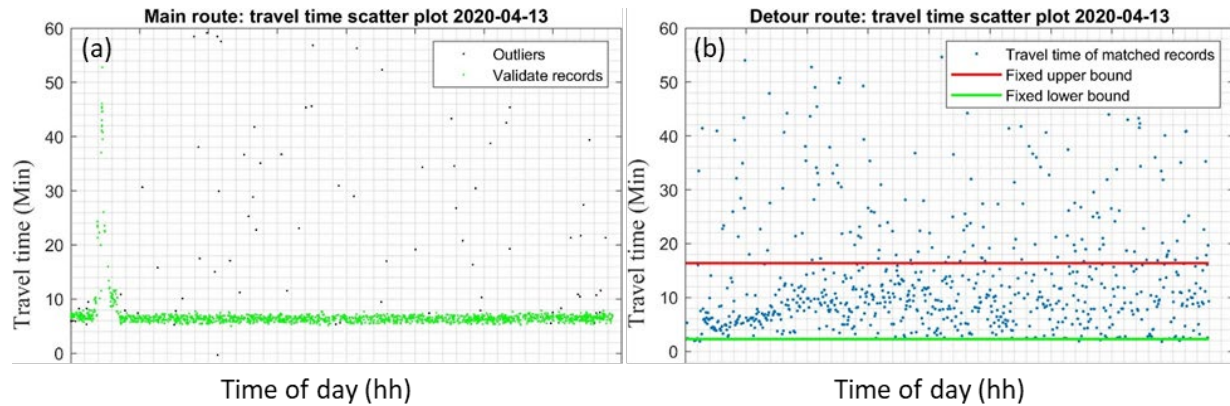 Main route: travel time scatter plot 2020-04-13
(a)
Outliers
Validate records
60
50
40
30
20
10
0
Travel time (Min)
Time of day (hh)
Detour route: travel time scatter plot 2020-04-13
(b)
Travel time of matched records
Fixed upper bound
Fixed lower bound
60
50
40
30
20
10
0
Travel time (Min)
Time of day (hh)